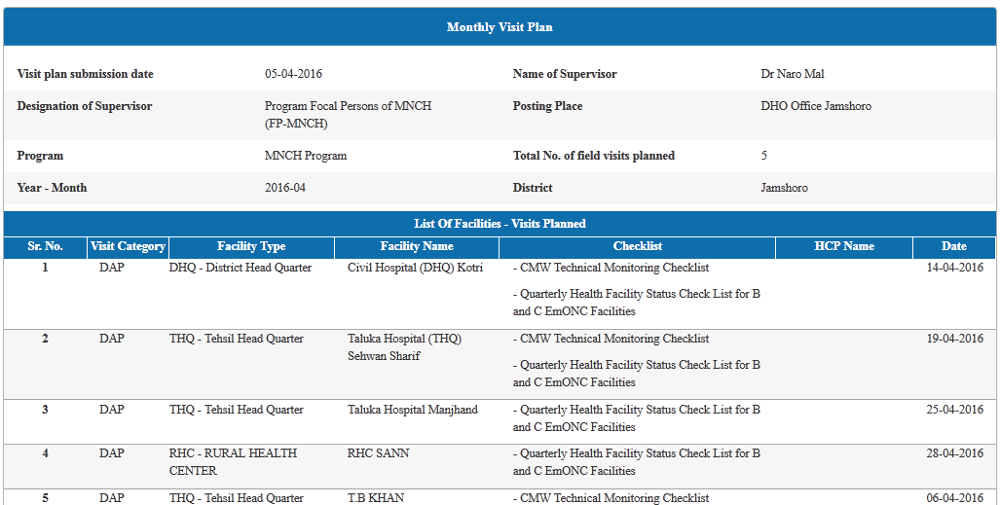 Monthly Visit Plan
Visit plan submission date 05-04-2016 Name of Supervisor Dr Naro Mal
Designation of Supervisor Program Focal Persons of MNCH Posting Place DHO Office Jamshoro
(FP-MNCH)
Program MNCH Program Total No. of field visits planned 5
Year - Month 2016-04 District Jamshoro
List Of Facilities - Visits Planned
Sr. No. Visit Category Facility Type Facility Name Checklist HCP Name Date
1 DAP DHQ - District Head Quarter Civil Hospital (DHQ) Kotri - CMW Technical Monitoring Checklist 14-04-2016
- Quarterly Health Facility Status Check List for B
and C EmONC Facilities
2 DAP THQ - Tehsil Head Quarter Taluka Hospital (THQ) - CMW Technical Monitoring Checklist 19-04-2016
Sehwan Sharif
- Quarterly Health Facility Status Check List for B
and C EmONC Facilities
3 DAP THQ - Tehsil Head Quarter Taluka Hospital Manjhand - Quarterly Health Facility Status Check List for B 25-04-2016
and C EmONC Facilities
4 DAP RHC - RURAL HEALTH RHC SANN - Quarterly Health Facility Status Check List for B 28-04-2016
CENTER and C EmONC Facilities
5 DAP THQ - Tehsil Head Quarter T.B KHAN - CMW Technical Monitoring Checklist 06-04-2016